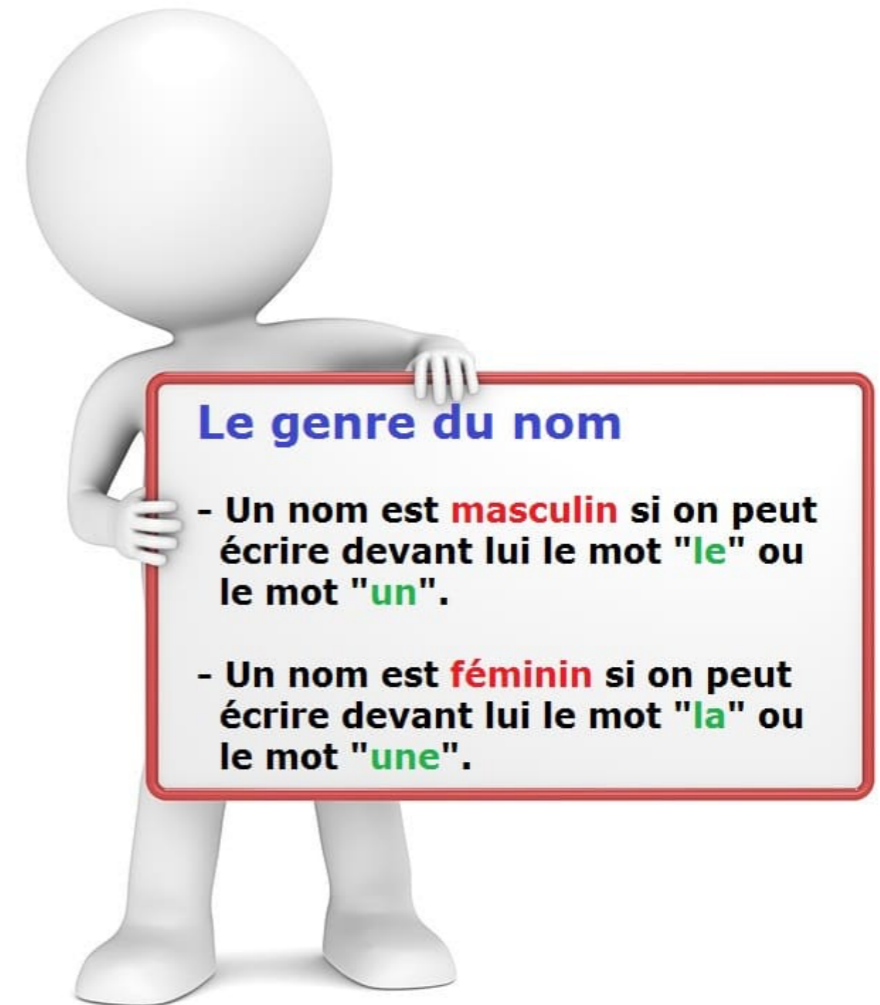 Le genre du nom
- Un nom est masculin si on peut
écrire devant lui le mot "le" ou
le mot "un".
- Un nom est féminin si on peut
écrire devant lui le mot "la" ou
le mot "une".